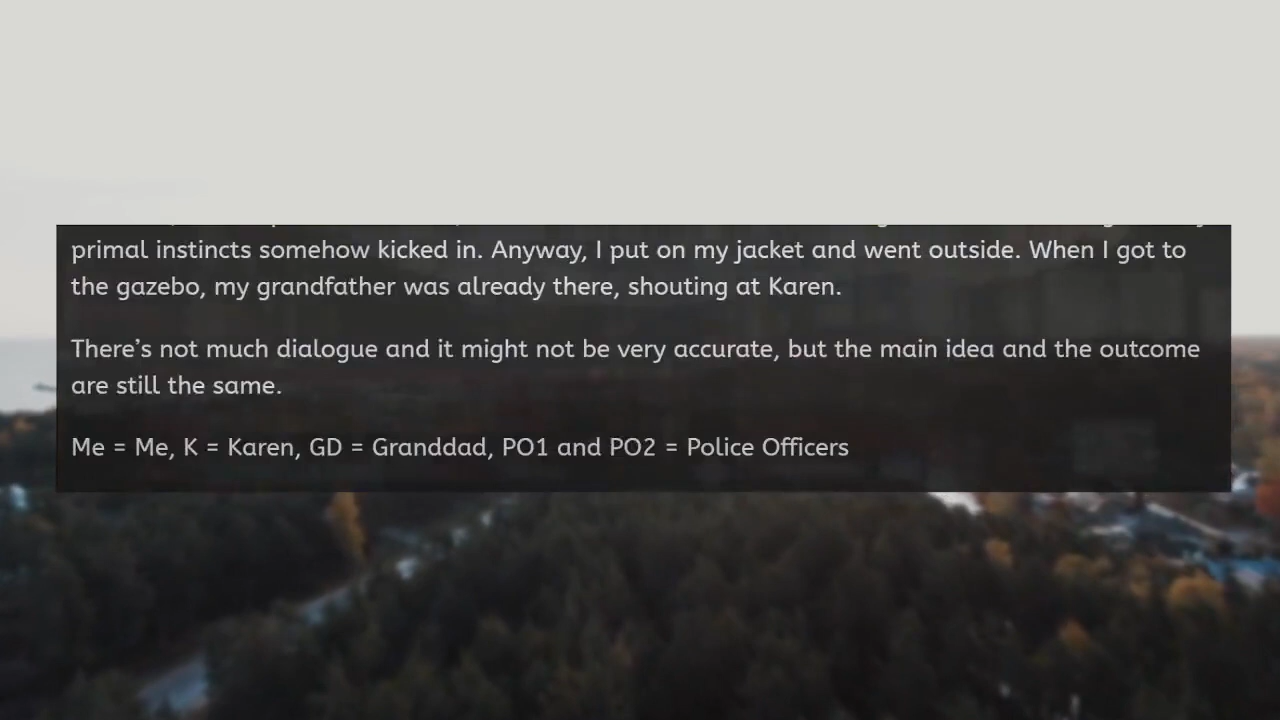 primal instincts somehow kicked in. Anyway, I put on my jacket and went outside. When I got to
the gazebo, my grandfather was already there, shouting at Karen.
There’s not much dialogue and it might not be very accurate, but the main idea and the outcome
are still the same.
Me = Me, K = Karen, GD = Granddad, PO1 and PO2 = Police Officers